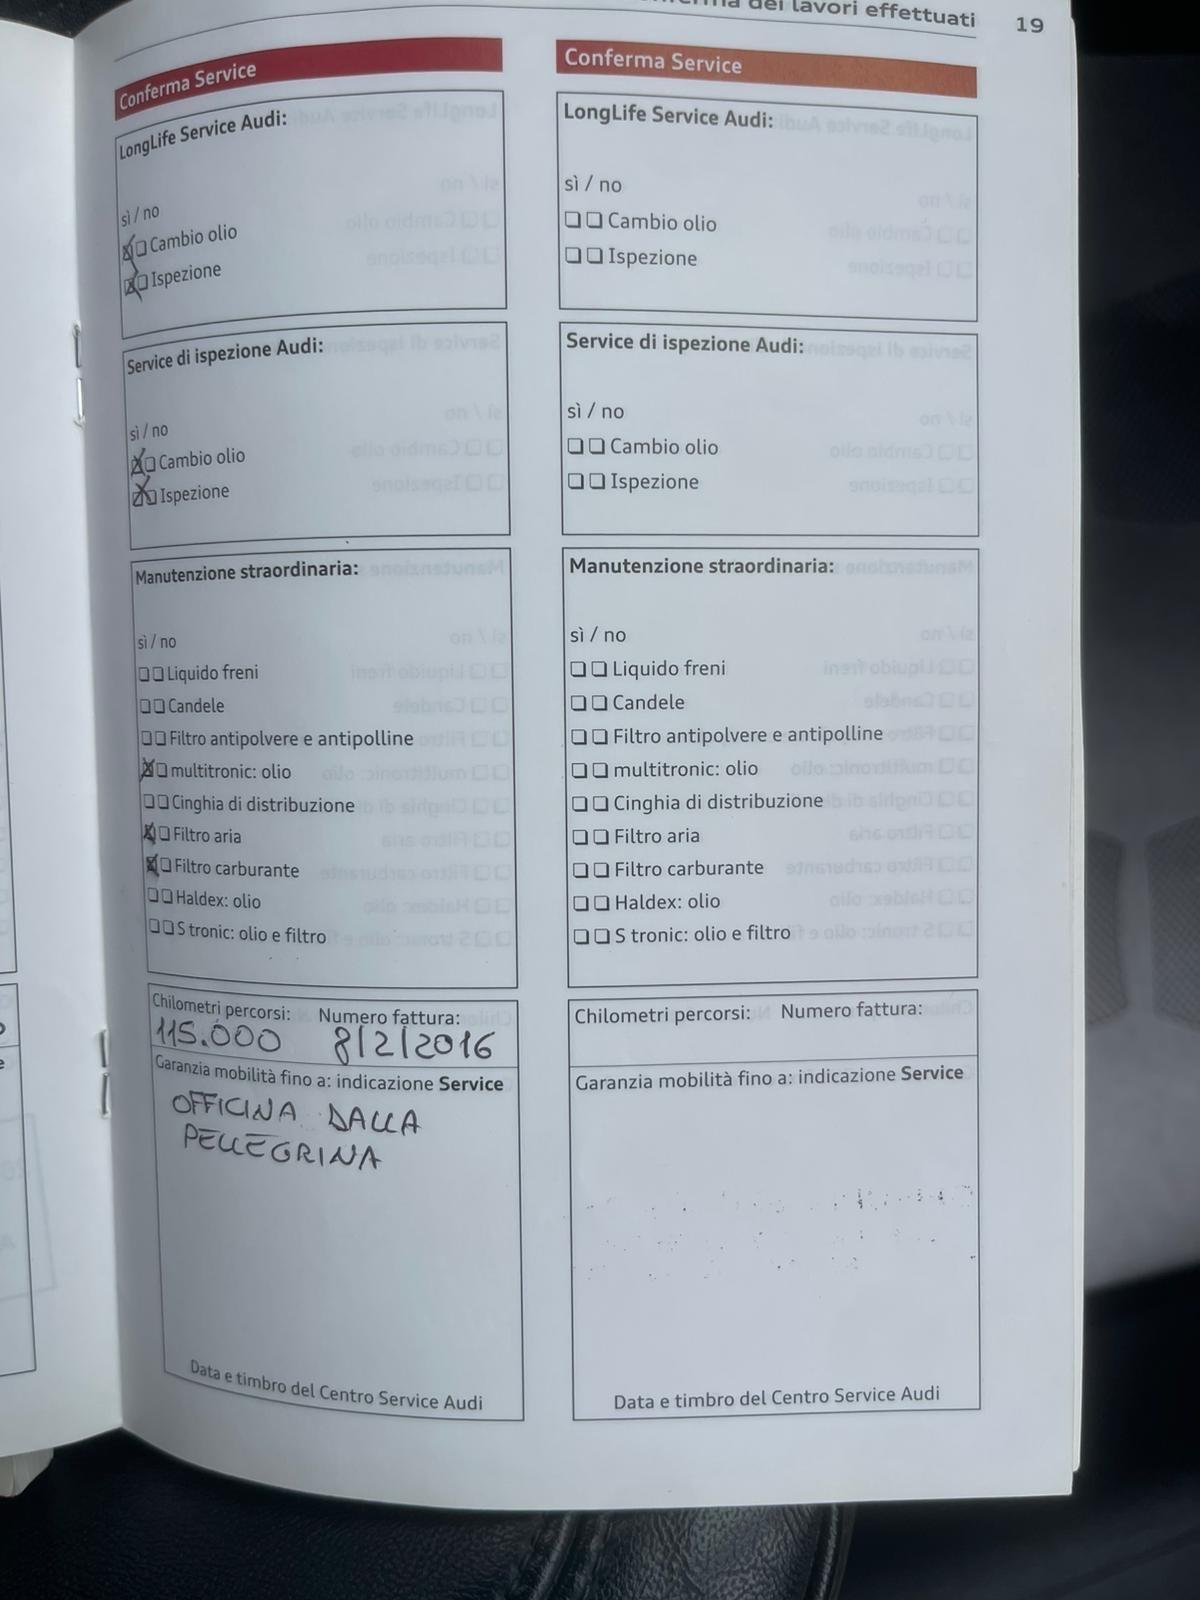 dei lavori effettuati 19
Conferma Service
LongLife Service Audi:
sì / no
Cambio olio
Ispezione
Service di ispezione Audi:
sì / no
Cambio olio
Ispezione
Manutenzione straordinaria:
sì / no
Liquido freni
Candele
Filtro antipolvere e antipolline
multitronic: olio
Cinghia di distribuzione
Filtro aria
Filtro carburante
Haldex: olio
S tronic: olio e filtro
Chilometri percorsi: Numero fattura:
115.000 8/2/2016
Garanzia mobilità fino a: indicazione Service
OFFICINA DALLA
PELLEGRINA
Data e timbro del Centro Service Audi
Conferma Service
LongLife Service Audi:
sì / no
Cambio olio
Ispezione
Service di ispezione Audi:
sì / no
Cambio olio
Ispezione
Manutenzione straordinaria:
sì / no
Liquido freni
Candele
Filtro antipolvere e antipolline
multitronic: olio
Cinghia di distribuzione
Filtro aria
Filtro carburante
Haldex: olio
S tronic: olio e filtro
Chilometri percorsi: Numero fattura:
Garanzia mobilità fino a: indicazione Service
Data e timbro del Centro Service Audi